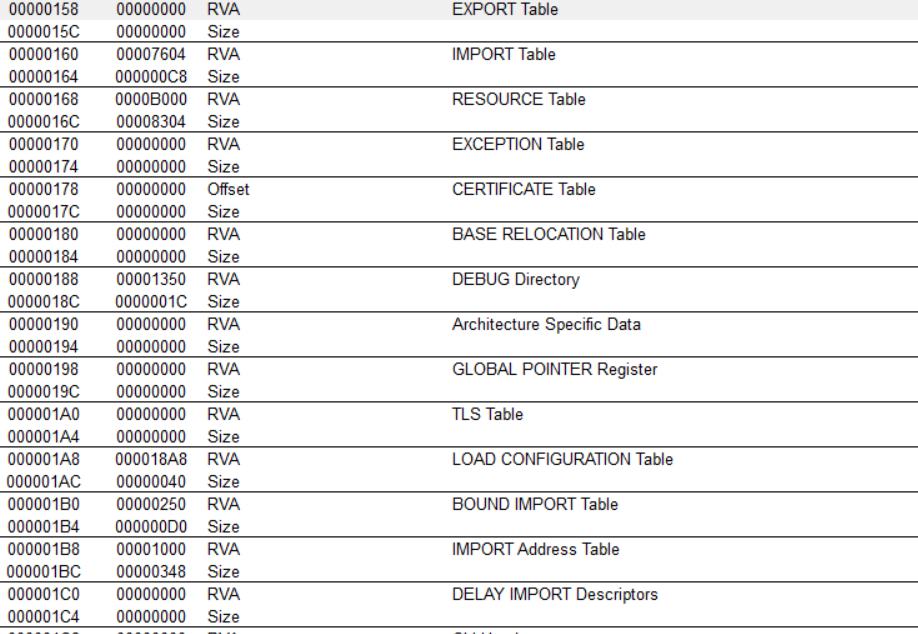 00000158 00000000 RVA EXPORT Table
0000015C 00000000 Size
00000160 00007604 RVA IMPORT Table
00000164 000000C8 Size
00000168 0000B000 RVA RESOURCE Table
0000016C 00008304 Size
00000170 00000000 RVA EXCEPTION Table
00000174 00000000 Size
00000178 00000000 Offset CERTIFICATE Table
0000017C 00000000 Size
00000180 00000000 RVA BASE RELOCATION Table
00000184 00000000 Size
00000188 00001350 RVA DEBUG Directory
0000018C 0000001C Size
00000190 00000000 RVA Architecture Specific Data
00000194 00000000 Size
00000198 00000000 RVA GLOBAL POINTER Register
0000019C 00000000 Size
000001A0 00000000 RVA TLS Table
000001A4 00000000 Size
000001A8 000018A8 RVA LOAD CONFIGURATION Table
000001AC 00000040 Size
000001B0 00000250 RVA BOUND IMPORT Table
000001B4 000000D0 Size
000001B8 00001000 RVA IMPORT Address Table
000001BC 00000348 Size
000001C0 00000000 RVA DELAY IMPORT Descriptors
000001C4 00000000 Size